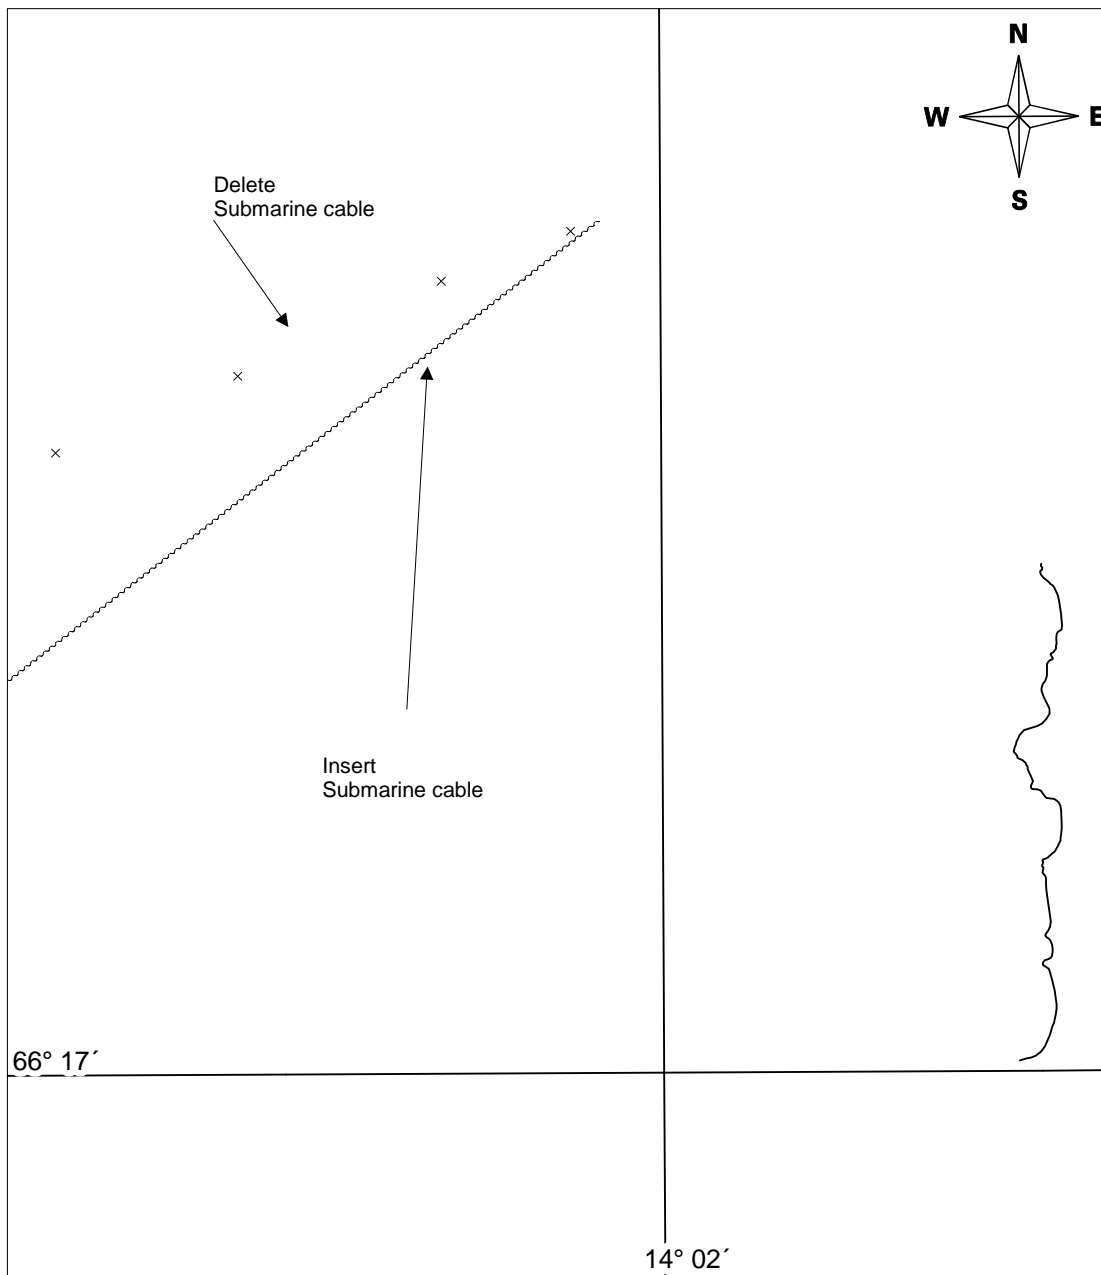 N
W
E
S
Delete
Submarine cable
Insert
Submarine cable
66° 17´
14° 02´